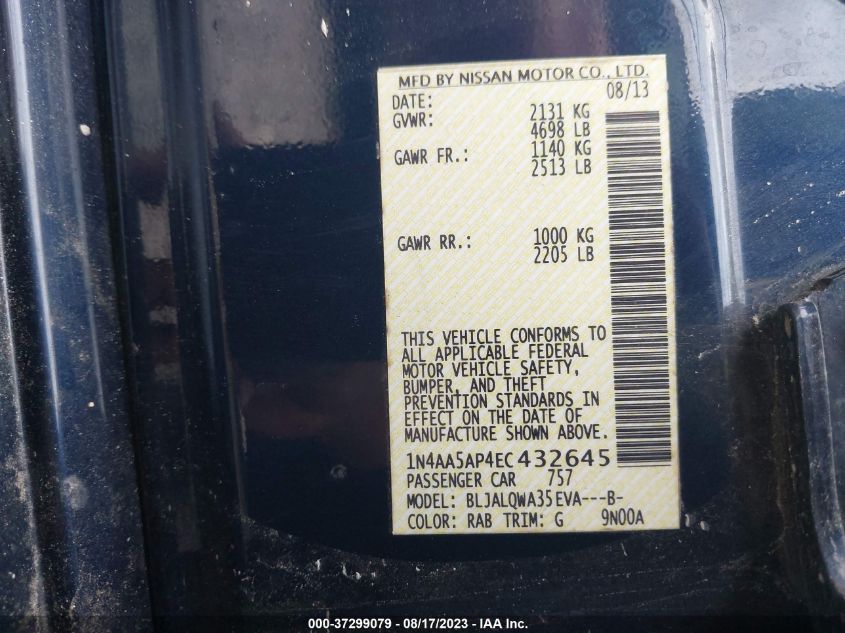 MFD BY NISSAN MOTOR CO., LTD.
DATE: 08/13
GVWR: 2131 KG
4698 LB
GAWR FR.: 1140 KG
2513 LB
GAWR RR.: 1000 KG
2205 LB
THIS VEHICLE CONFORMS TO
ALL APPLICABLE FEDERAL
MOTOR VEHICLE SAFETY,
BUMPER, AND THEFT
PREVENTION STANDARDS IN
EFFECT ON THE DATE OF
MANUFACTURE SHOWN ABOVE.
1N4AA5AP4EC432645
PASSENGER CAR 757
MODEL: BLJALQWA35EVA---B-
COLOR: RAB TRIM: G 9N00A
000-37299079 - 08/17/2023 - IAA Inc.